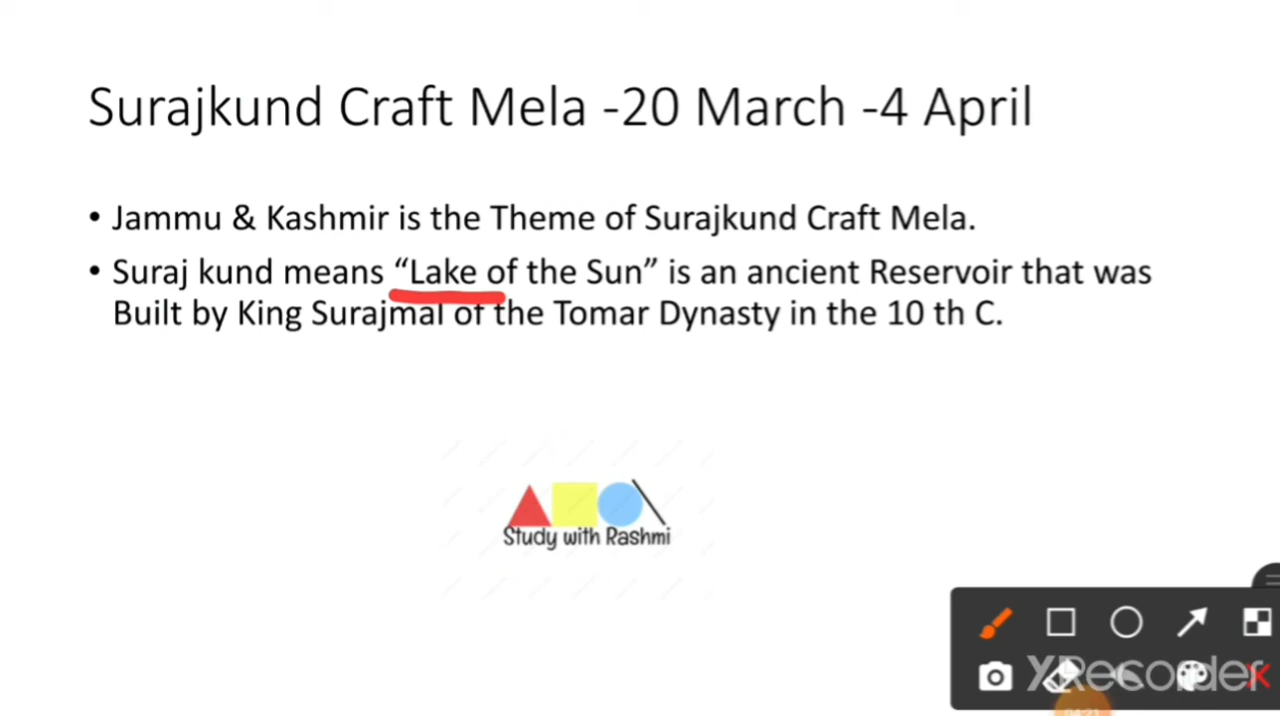 Surajkund Craft Mela -20 March -4 April
• Jammu & Kashmir is the Theme of Surajkund Craft Mela.
• Suraj kund means “Lake of the Sun” is an ancient Reservoir that was
Built by King Surajmal of the Tomar Dynasty in the 10 th C.
Study with Rashmi
XRecorder
04:21